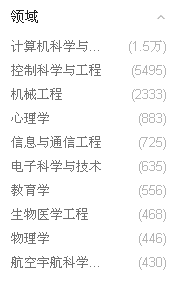 领域
计算机科学与... (1.5万)
控制科学与工程 (5495)
机械工程 (2333)
心理学 (883)
信息与通信工程 (725)
电子科学与技术 (635)
教育学 (556)
生物医学工程 (468)
物理学 (446)
航空宇航科学... (430)